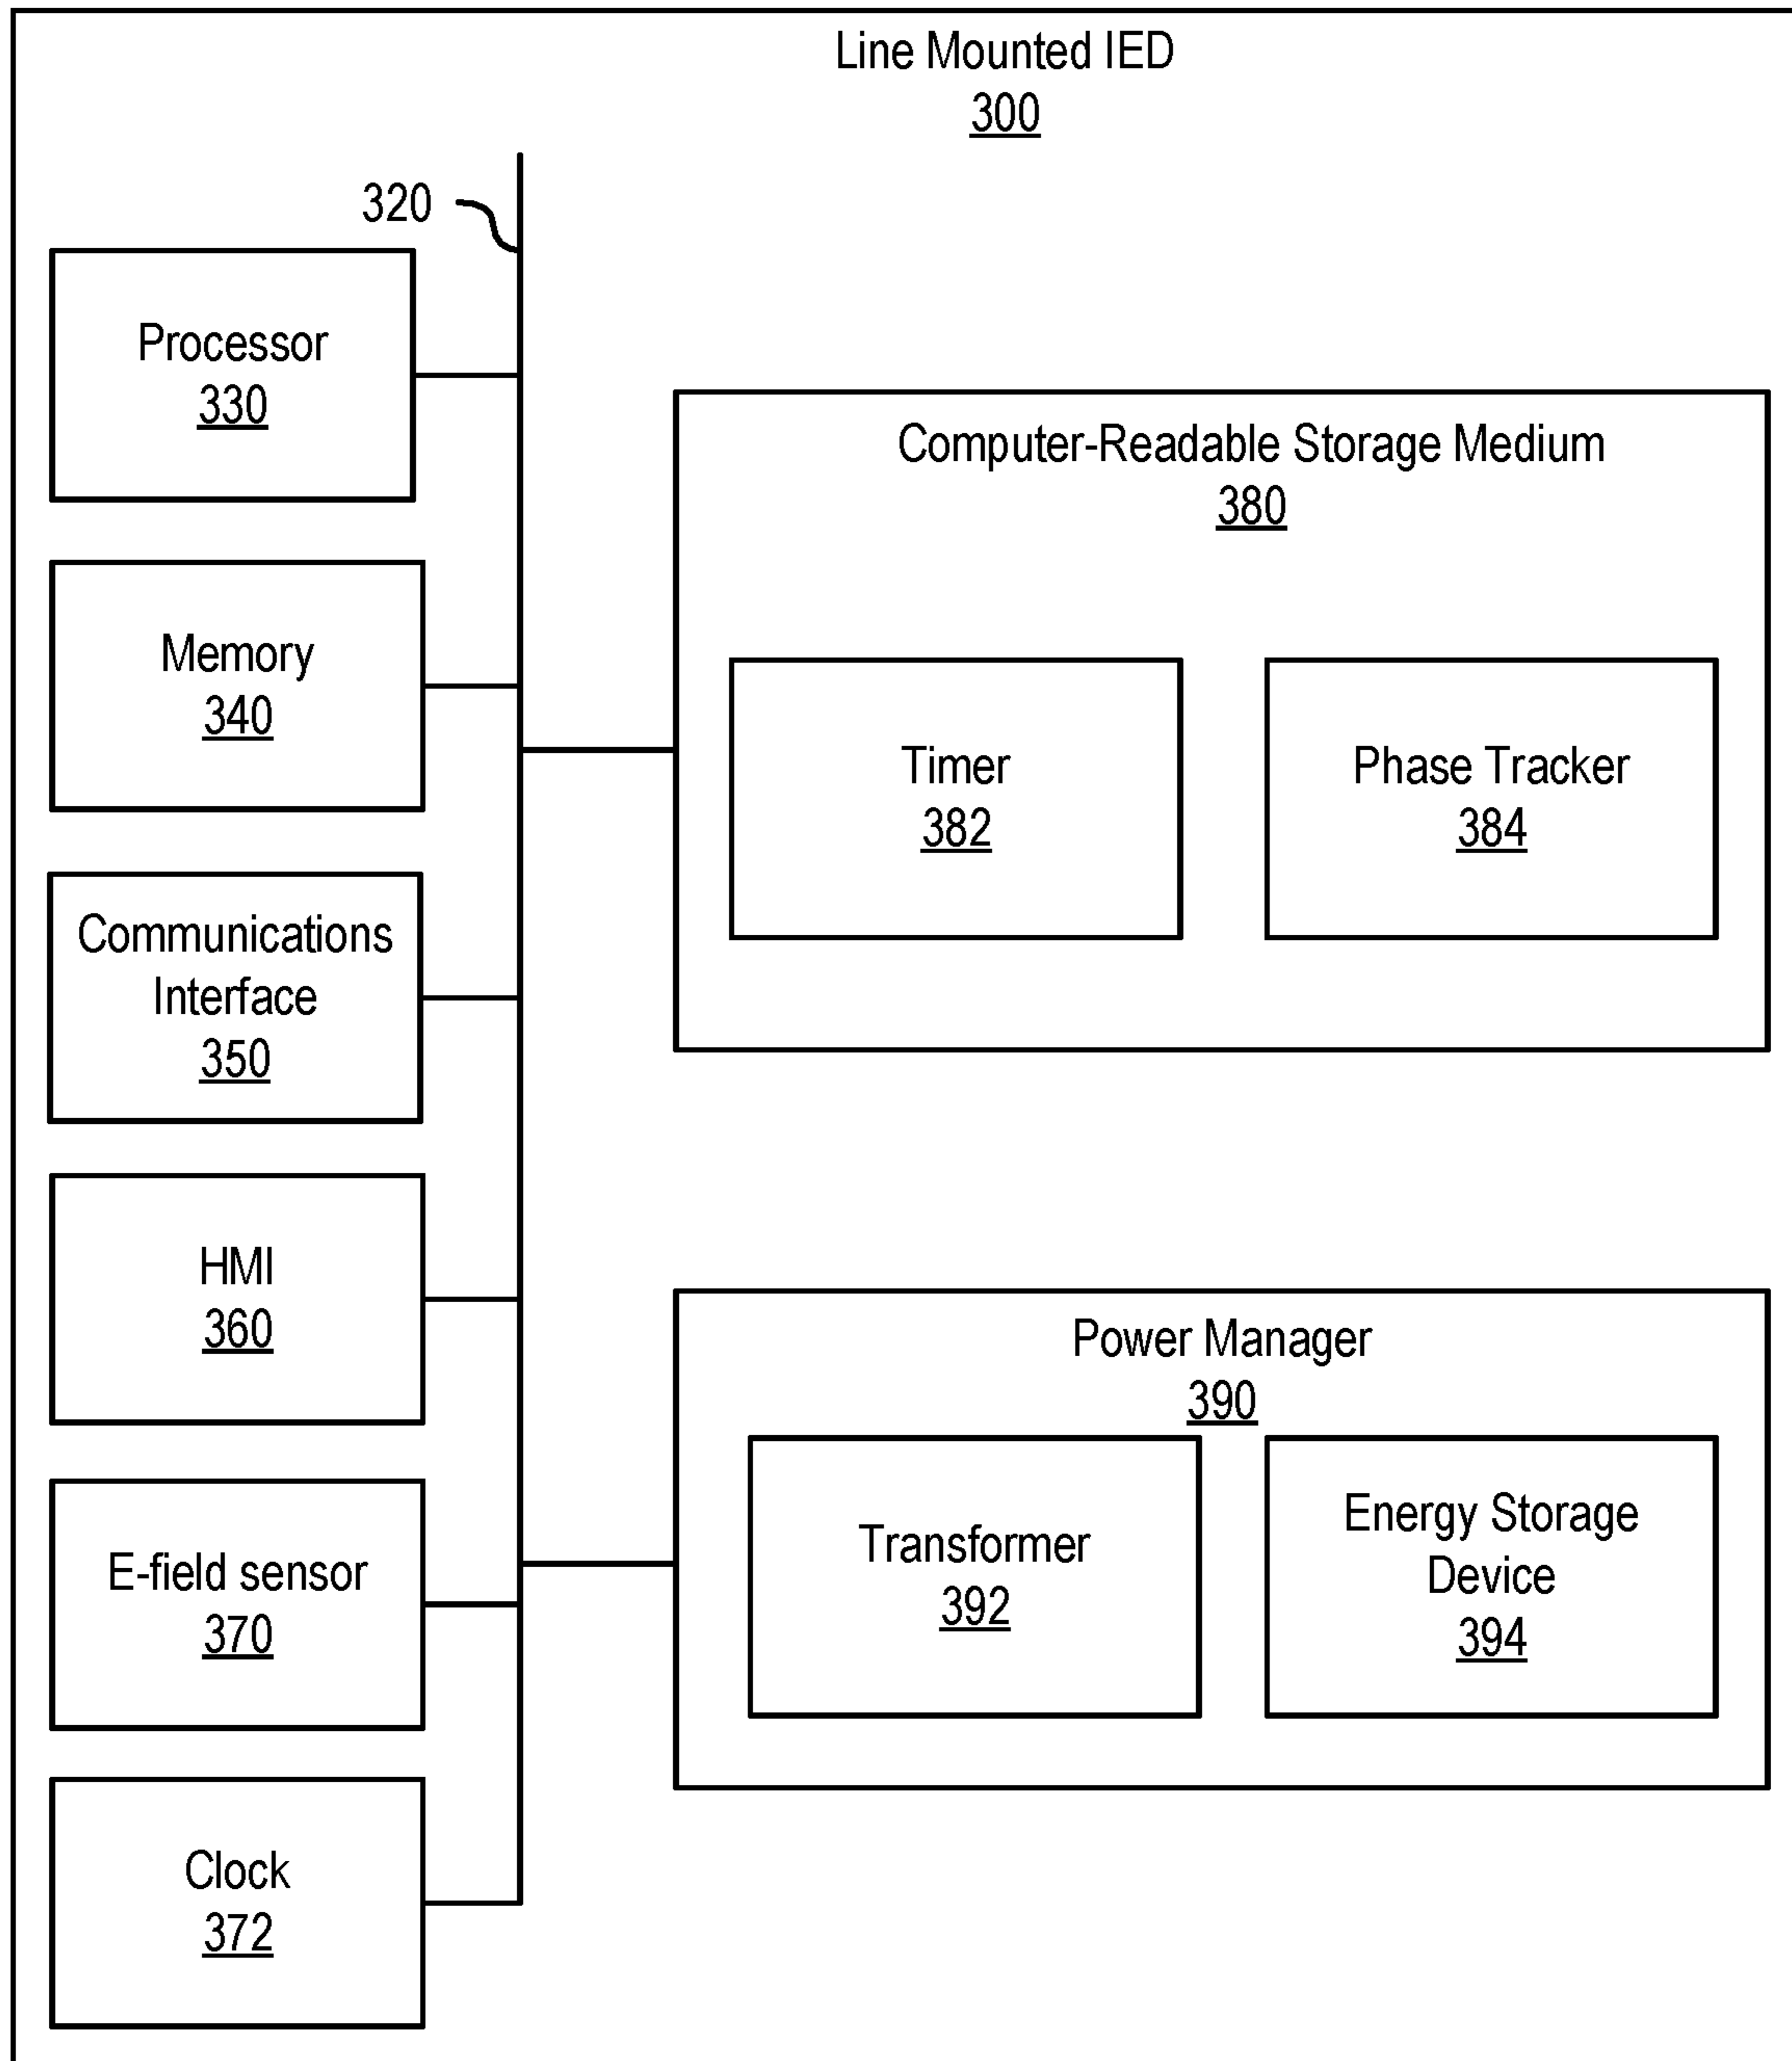 Line Mounted IED
300
320
Processor
330
Memory
340
Communications
Interface
350
HMI
360
E-field sensor
370
Clock
372
Computer-Readable Storage Medium
380
Timer
382
Phase Tracker
384
Power Manager
390
Transformer
392
Energy Storage
Device
394